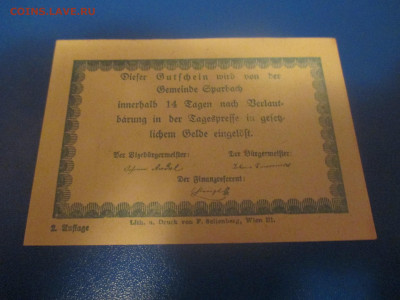 COINS.LAVE.RU
Dieser Gutschein wird von der
Gemeinde Sparbach
innerhalb 14 Tagen nach Verlaut-
barung in der Tagespresse in gesetz-
lichem Gelde eingelöst.
Der Vizebürgermeister: Der Bürgermeister:
Der Finanzreferent:
2. Auflage
Lith. u. Druck von F. Seitenberg, Wien III.